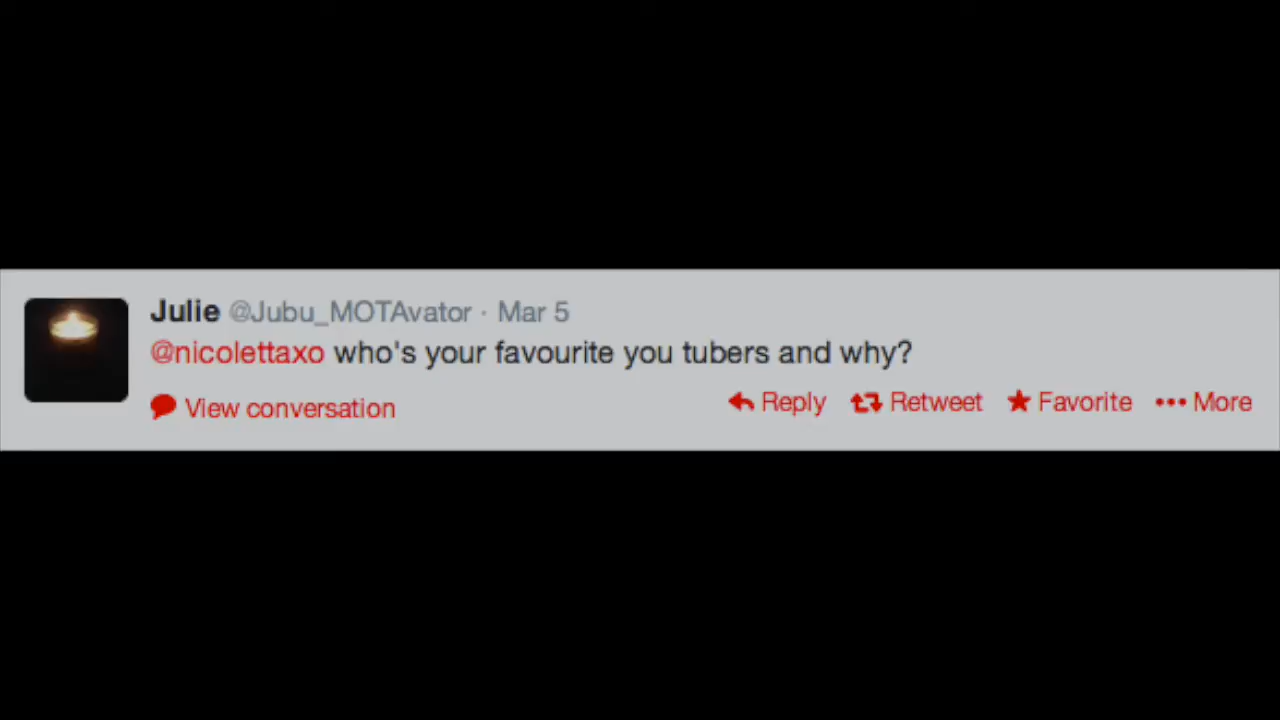 Julie @Jubu_MOTAvator · Mar 5
@nicolettaxo who's your favourite you tubers and why?
View conversation
Reply Retweet Favorite More